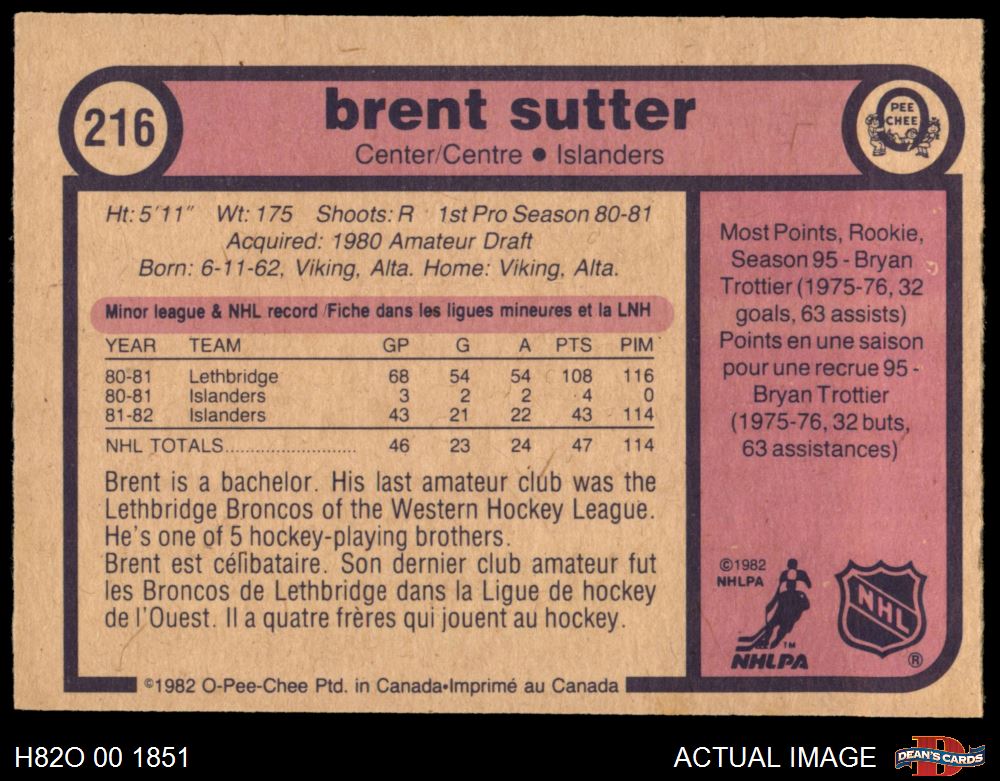 216
brent sutter
Center/Centre ● Islanders
PEE
CHEE
Ht: 5'11" Wt: 175 Shoots: R 1st Pro Season 80-81
Acquired: 1980 Amateur Draft
Born: 6-11-62, Viking, Alta. Home: Viking, Alta.
Minor league & NHL record /Fiche dans les ligues mineures et la LNH
YEAR TEAM GP G A PTS PIM
80-81 Lethbridge 68 54 54 108 116
80-81 Islanders 3 2 2 4 0
81-82 Islanders 43 21 22 43 114
NHL TOTALS........................... 46 23 24 47 114
Brent is a bachelor. His last amateur club was the
Lethbridge Broncos of the Western Hockey League.
He's one of 5 hockey-playing brothers.
Brent est célibataire. Son dernier club amateur fut
les Broncos de Lethbridge dans la Ligue de hockey
de l'Ouest. Il a quatre frères qui jouent au hockey.
Most Points, Rookie,
Season 95 - Bryan
Trottier (1975-76, 32
goals, 63 assists)
Points en une saison
pour une recrue 95 -
Bryan Trottier
(1975-76, 32 buts,
63 assistances)
©1982
NHLPA
TM
NHLPA
NHL
®
©1982 O-Pee-Chee Ptd. in Canada•Imprimé au Canada
H82O 00 1851
ACTUAL IMAGE
D
DEAN'S CARDS